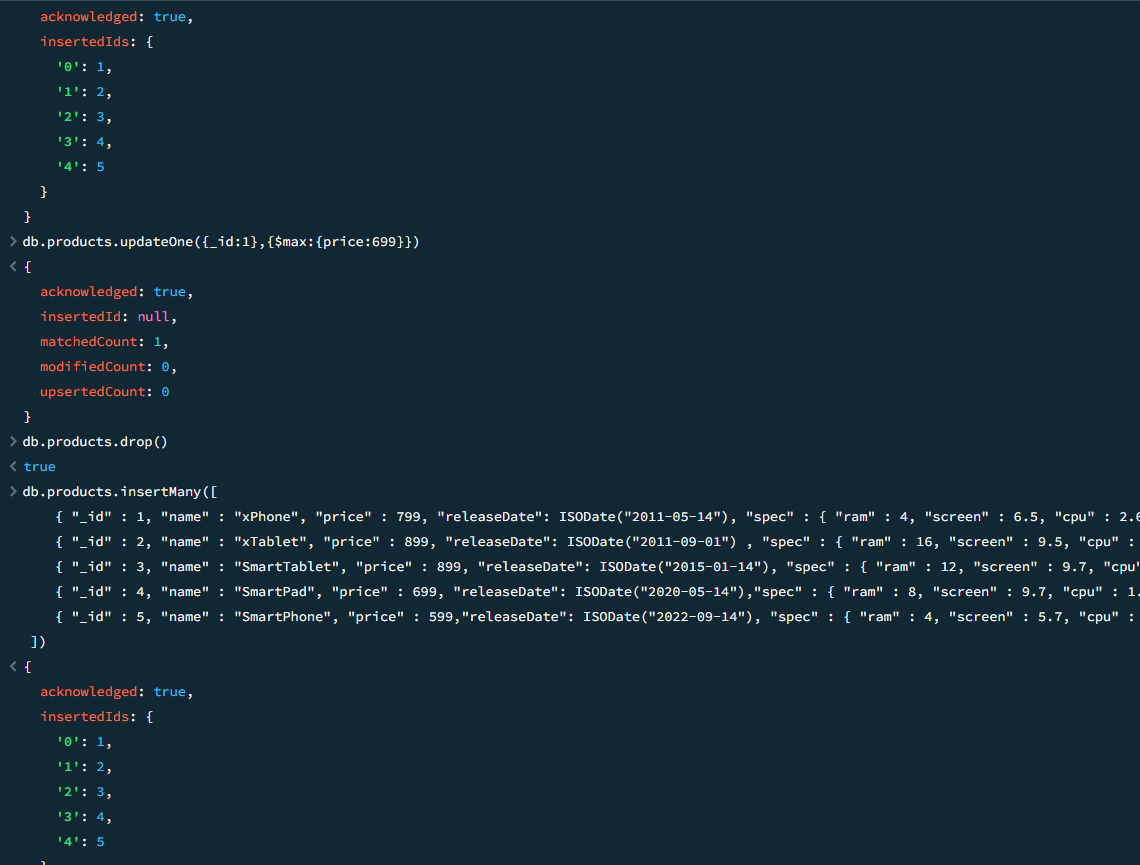 acknowledged: true,
insertedIds: {
'0': 1,
'1': 2,
'2': 3,
'3': 4,
'4': 5
}
}
> db.products.updateOne({_id:1},{$max:{price:699}})
< {
acknowledged: true,
insertedId: null,
matchedCount: 1,
modifiedCount: 0,
upsertedCount: 0
}
> db.products.drop()
< true
> db.products.insertMany([
{ "_id" : 1, "name" : "xPhone", "price" : 799, "releaseDate": ISODate("2011-05-14"), "spec" : { "ram" : 4, "screen" : 6.5, "cpu" : 2.6
{ "_id" : 2, "name" : "xTablet", "price" : 899, "releaseDate": ISODate("2011-09-01") , "spec" : { "ram" : 16, "screen" : 9.5, "cpu" :
{ "_id" : 3, "name" : "SmartTablet", "price" : 899, "releaseDate": ISODate("2015-01-14"), "spec" : { "ram" : 12, "screen" : 9.7, "cpu"
{ "_id" : 4, "name" : "SmartPad", "price" : 699, "releaseDate": ISODate("2020-05-14"),"spec" : { "ram" : 8, "screen" : 9.7, "cpu" : 1.
{ "_id" : 5, "name" : "SmartPhone", "price" : 599,"releaseDate": ISODate("2022-09-14"), "spec" : { "ram" : 4, "screen" : 5.7, "cpu" :
])
< {
acknowledged: true,
insertedIds: {
'0': 1,
'1': 2,
'2': 3,
'3': 4,
'4': 5
}